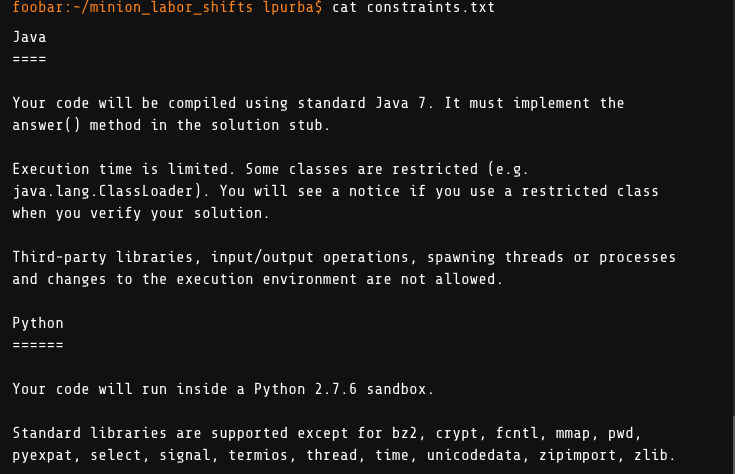 foobar:~/minion_labor_shifts lpurba$ cat constraints.txt
Java
====
Your code will be compiled using standard Java 7. It must implement the
answer() method in the solution stub.
Execution time is limited. Some classes are restricted (e.g.
java.lang.ClassLoader). You will see a notice if you use a restricted class
when you verify your solution.
Third-party libraries, input/output operations, spawning threads or processes
and changes to the execution environment are not allowed.
Python
======
Your code will run inside a Python 2.7.6 sandbox.
Standard libraries are supported except for bz2, crypt, fcntl, mmap, pwd,
pyexpat, select, signal, termios, thread, time, unicodedata, zipimport, zlib.